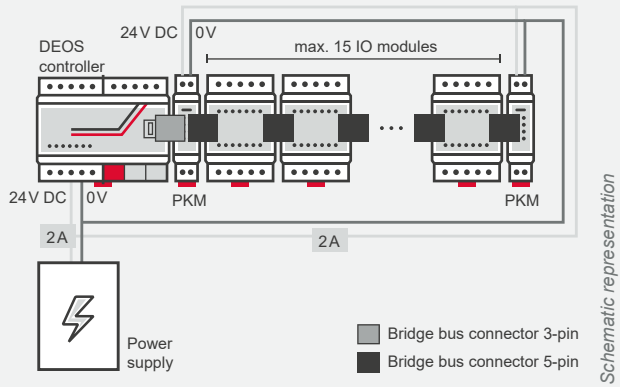 24V DC
0V
DEOS
controller
max. 15 IO modules
24V DC
0V
PKM
PKM
2A
2A
Power
supply
Bridge bus connector 3-pin
Bridge bus connector 5-pin
Schematic representation